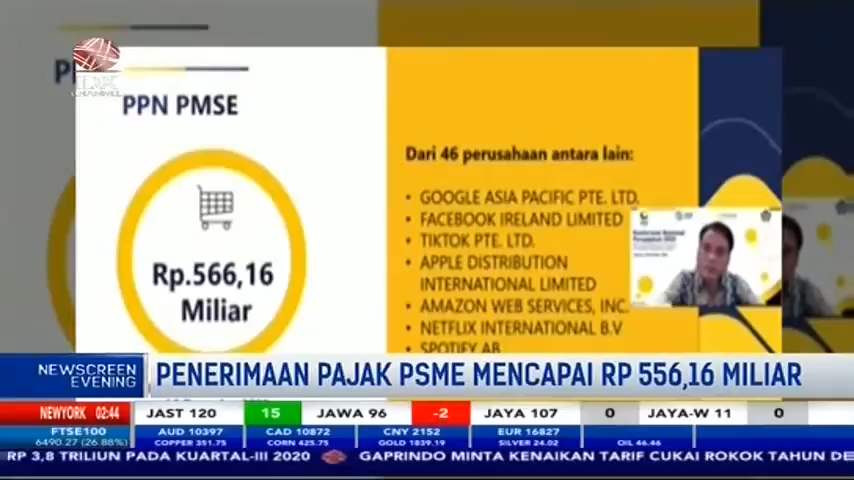 IDX
CHANNEL
PPN PMSE
Rp.566,16
Miliar
Dari 46 perusahaan antara lain:
• GOOGLE ASIA PACIFIC PTE. LTD.
• FACEBOOK IRELAND LIMITED
• TIKTOK PTE. LTD.
• APPLE DISTRIBUTION
INTERNATIONAL LIMITED
• AMAZON WEB SERVICES, INC.
• NETFLIX INTERNATIONAL B.V
• SPOTIFY AB
NEWSCREEN
EVENING
PENERIMAAN PAJAK PSME MENCAPAI RP 556,16 MILIAR
NEWYORK 02:44 JAST 120 15 JAWA 96 -2 JAYA 107 0 JAYA-W 11 0
FTSE100 AUD 10397 CAD 10872 CNY 2152 EUR 16827
6490.27 (26.88%) COPPER 351.75 CORN 425.75 GOLD 1839.19 SILVER 24.02 OIL 46.46
RP 3,8 TRILIUN PADA KUARTAL-III 2020 GAPRINDO MINTA KENAIKAN TARIF CUKAI ROKOK TAHUN DE